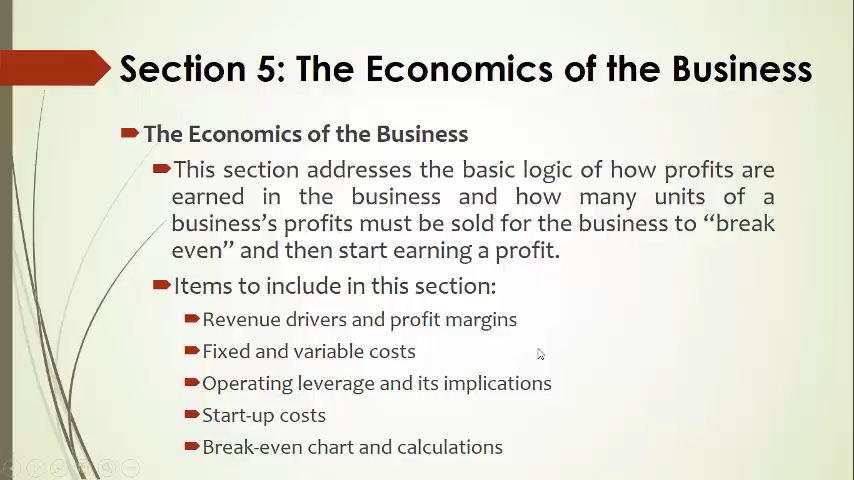 Section 5: The Economics of the Business
The Economics of the Business
This section addresses the basic logic of how profits are
earned in the business and how many units of a
business’s profits must be sold for the business to “break
even” and then start earning a profit.
Items to include in this section:
Revenue drivers and profit margins
Fixed and variable costs
Operating leverage and its implications
Start-up costs
Break-even chart and calculations